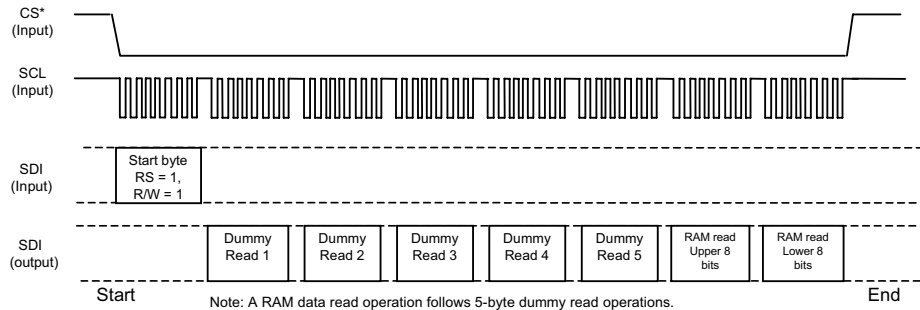 CS*
(Input)
SCL
(Input)
SDI
(Input)
Start byte
RS = 1,
R/W = 1
SDI
(output)
Dummy
Read 1
Dummy
Read 2
Dummy
Read 3
Dummy
Read 4
Dummy
Read 5
RAM read
Upper 8
bits
RAM read
Lower 8
bits
Start
End
Note: A RAM data read operation follows 5-byte dummy read operations.